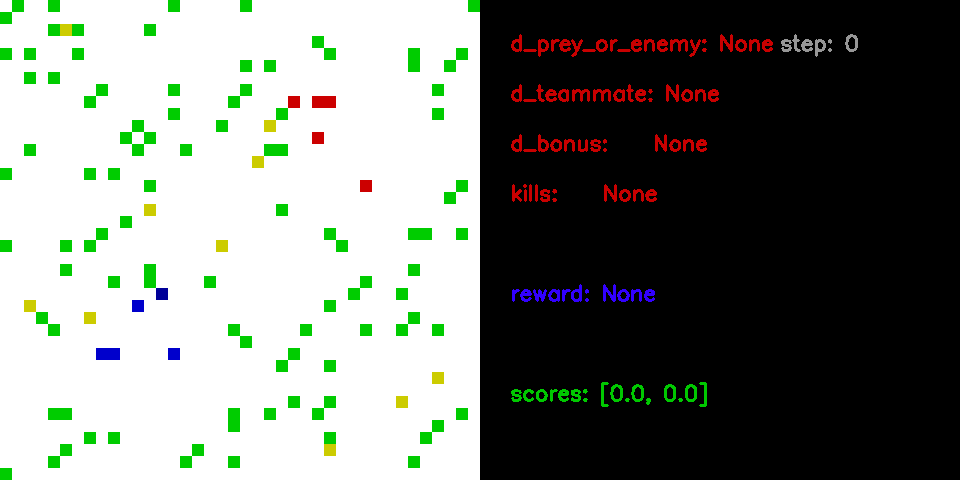 d_prey_or_enemy: None step: 0
d_teammate: None
d_bonus: None
kills: None
reward: None
scores: [0.0, 0.0]